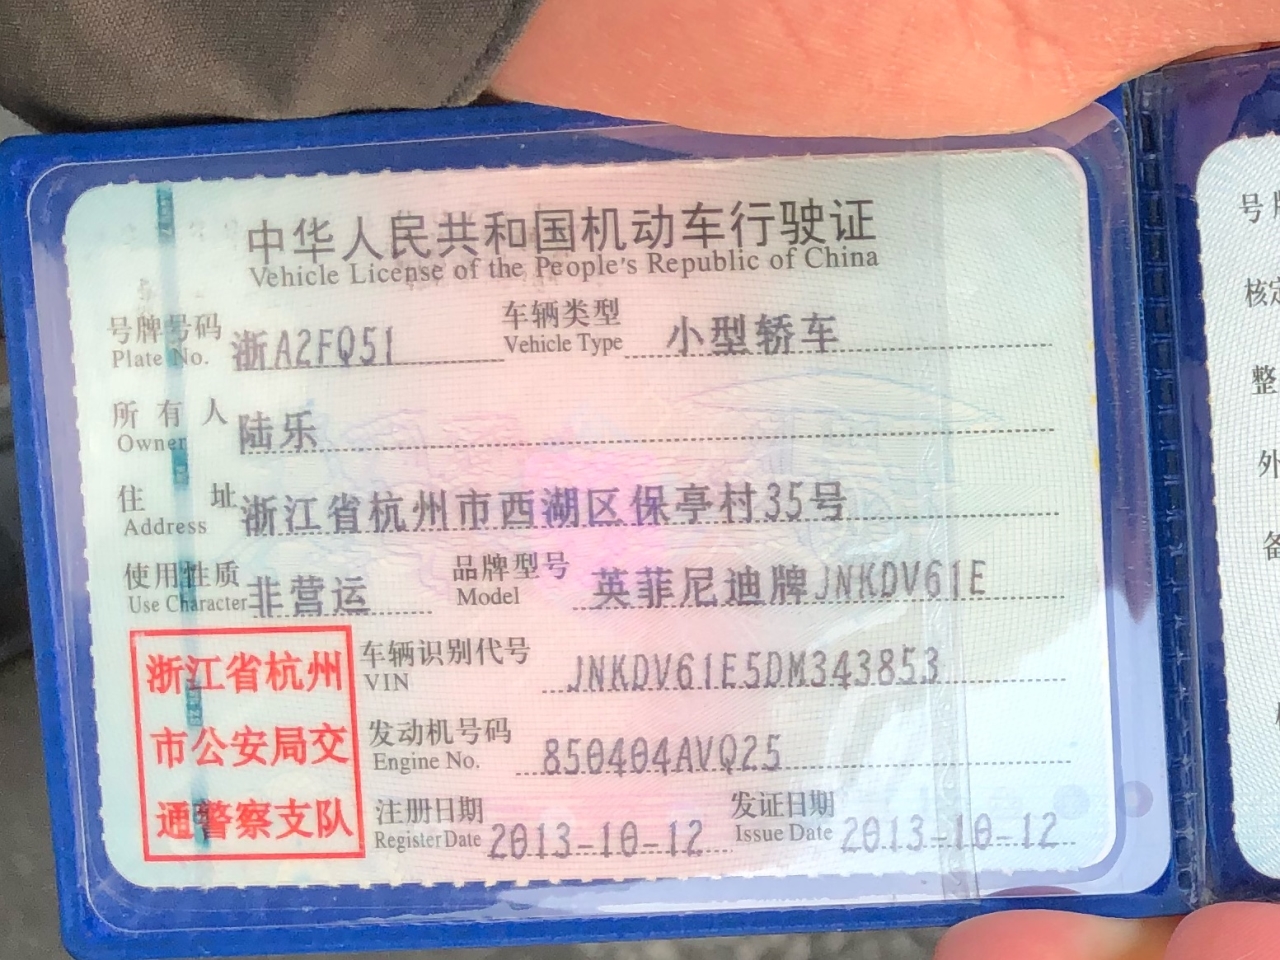 中华人民共和国机动车行驶证
Vehicle License of the People's Republic of China
号牌号码 浙A2FQ51 车辆类型 小型轿车
Plate No. Vehicle Type
所有人 陆乐
Owner
住址 浙江省杭州市西湖区保亭村35号
Address
使用性质 非营运 品牌型号 英菲尼迪牌JNKDV61E
Use Character Model
浙江省杭州
市公安局交
通警察支队
车辆识别代号 JNKDV61E5DM343853
VIN
发动机号码 850404AVQ25
Engine No.
注册日期 2013-10-12 发证日期 2013-10-12
Register Date Issue Date
号
核定
整
外
备